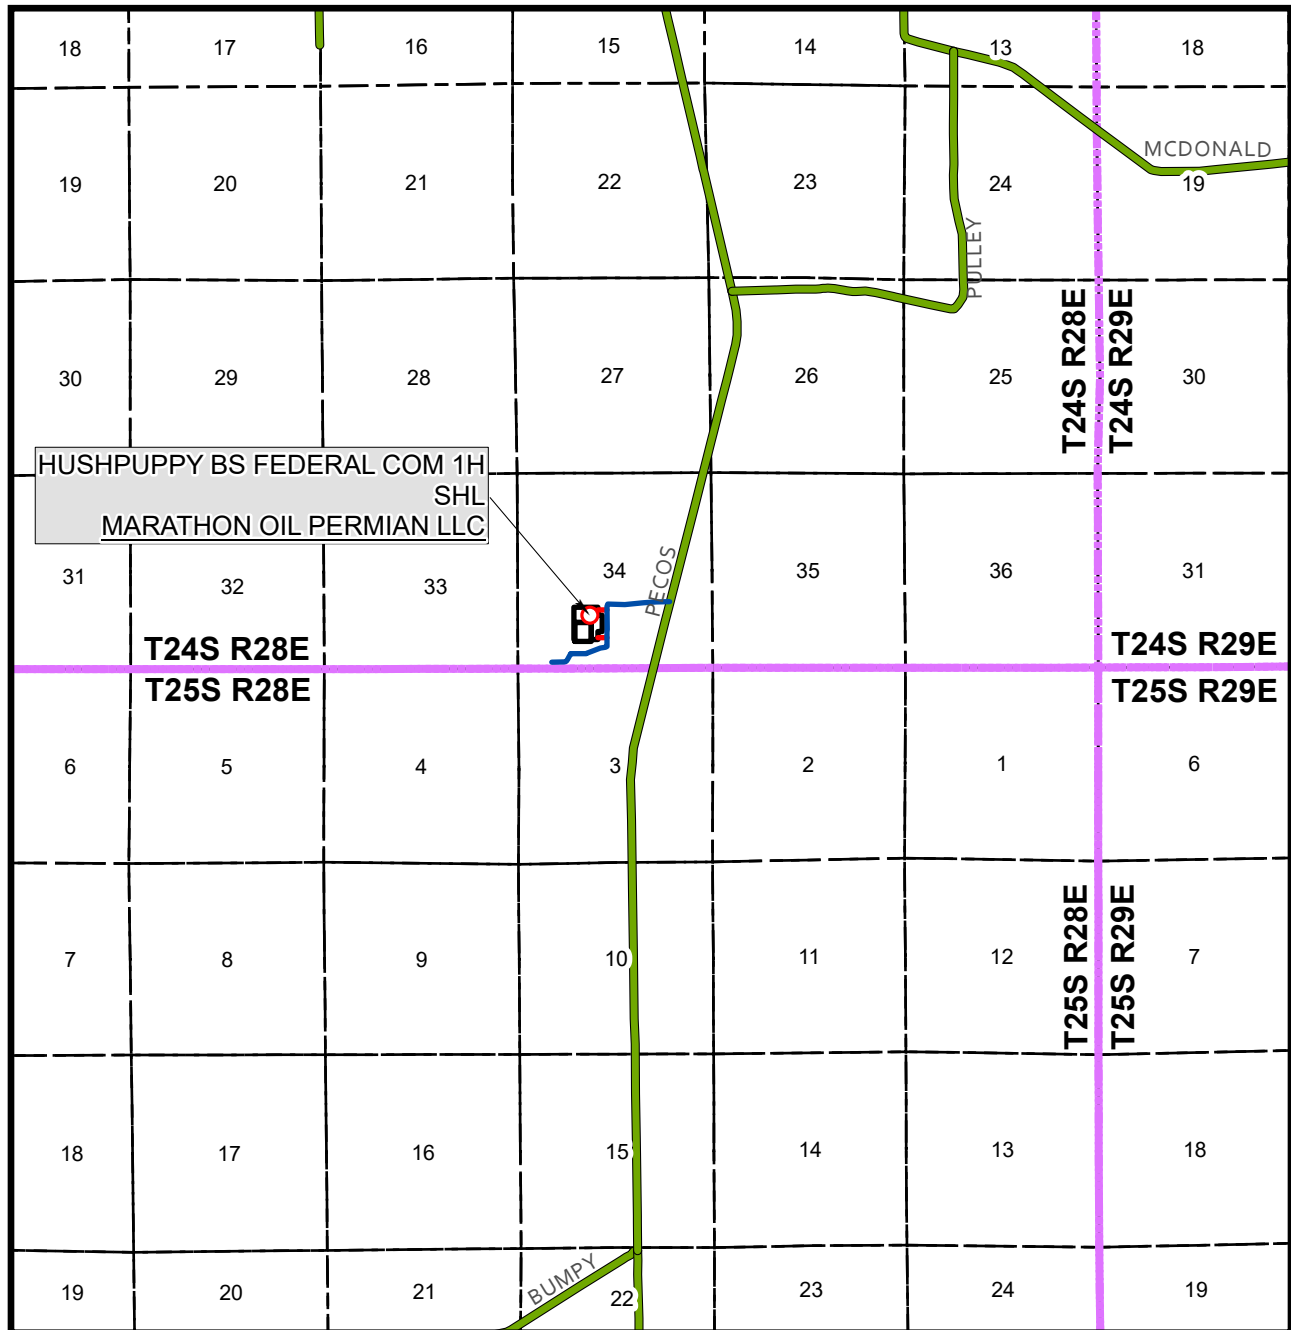 18 17 16 15 14 13 18
MCDONALD
19 20 21 22 23 24 19
PULLEY
T24S R28E
T24S R29E
30 29 28 27 26 25 30
HUSHPUPPY BS FEDERAL COM 1H
SHL
MARATHON OIL PERMIAN LLC
PECOS
31 32 33 34 35 36 31
T24S R28E
T24S R29E
T25S R28E
T25S R29E
6 5 4 3 2 1 6
T25S R28E
T25S R29E
7 8 9 10 11 12 7
18 17 16 15 14 13 18
BUMPY
19 20 21 22 23 24 19